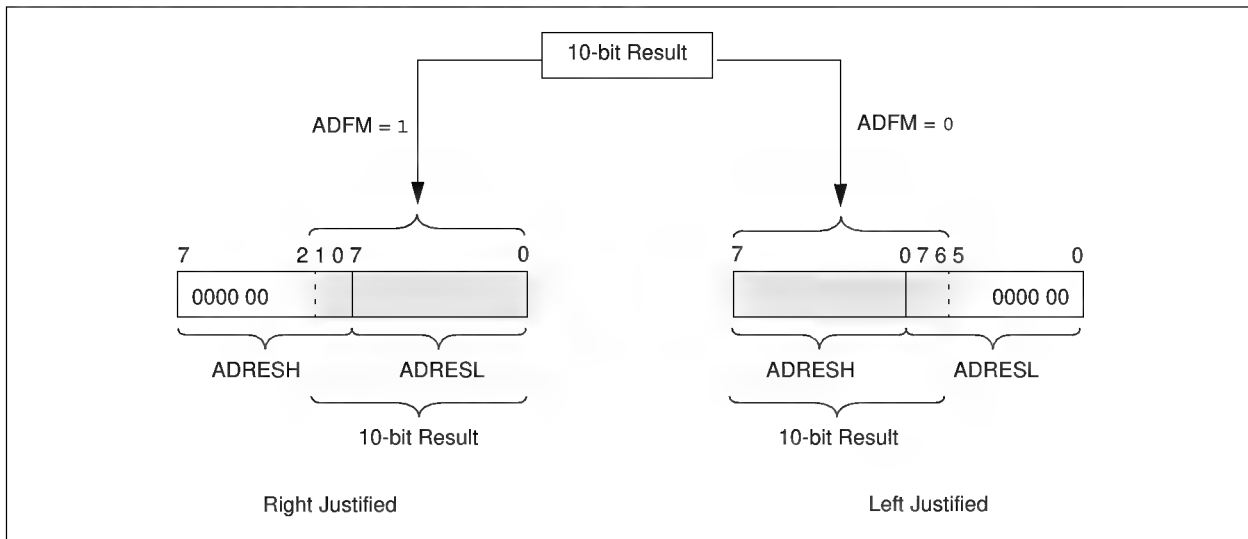 10-bit Result
ADFM = 1
ADFM = 0
7 2 1 0 7 0
0000 00
ADRESH ADRESL
10-bit Result
Right Justified
7 0 7 6 5 0
0000 00
ADRESH ADRESL
10-bit Result
Left Justified